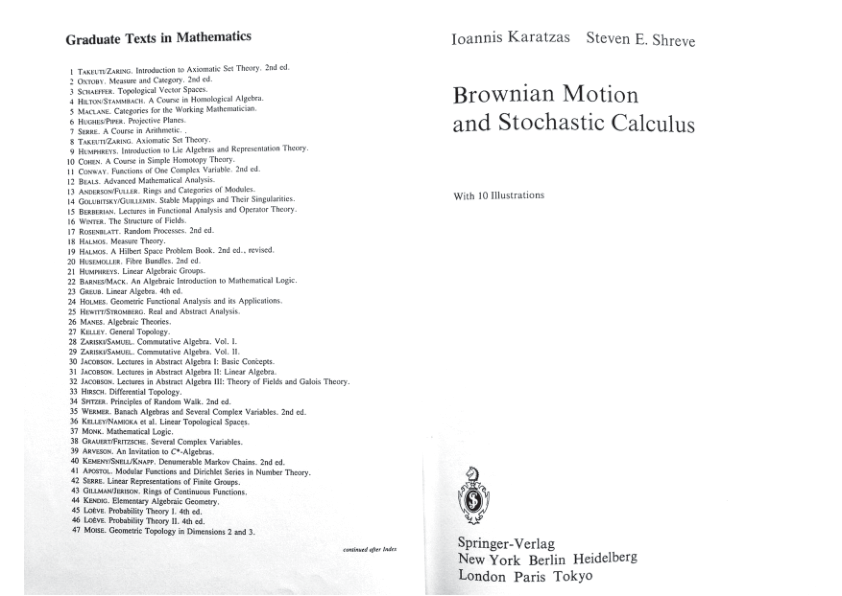 Graduate Texts in Mathematics
1 TAKEUTI/ZARING. Introduction to Axiomatic Set Theory. 2nd ed.
2 OXTOBY. Measure and Category. 2nd ed.
3 SCHAEFFER. Topological Vector Spaces.
4 HILTON/STAMMBACH. A Course in Homological Algebra.
5 MACLANE. Categories for the Working Mathematician.
6 HUGHES/PIPER. Projective Planes.
7 SERRE. A Course in Arithmetic.
8 TAKEUTI/ZARING. Axiomatic Set Theory.
9 HUMPHREYS. Introduction to Lie Algebras and Representation Theory.
10 COHEN. A Course in Simple Homotopy Theory.
11 CONWAY. Functions of One Complex Variable. 2nd ed.
12 BEALS. Advanced Mathematical Analysis.
13 ANDERSON/FULLER. Rings and Categories of Modules.
14 GOLUBITSKY/GUILLEMIN. Stable Mappings and Their Singularities.
15 BERBERIAN. Lectures in Functional Analysis and Operator Theory.
16 WINTER. The Structure of Fields.
17 ROSENBLATT. Random Processes. 2nd ed.
18 HALMOS. Measure Theory.
19 HALMOS. A Hilbert Space Problem Book. 2nd ed., revised.
20 HUSEMOLLER. Fibre Bundles. 2nd ed.
21 HUMPHREYS. Linear Algebraic Groups.
22 BARNES/MACK. An Algebraic Introduction to Mathematical Logic.
23 GREUB. Linear Algebra. 4th ed.
24 HOLMES. Geometric Functional Analysis and its Applications.
25 HEWITT/STROMBERG. Real and Abstract Analysis.
26 MANES. Algebraic Theories.
27 KELLEY. General Topology.
28 ZARISKI/SAMUEL. Commutative Algebra. Vol. I.
29 ZARISKI/SAMUEL. Commutative Algebra. Vol. II.
30 JACOBSON. Lectures in Abstract Algebra I: Basic Concepts.
31 JACOBSON. Lectures in Abstract Algebra II: Linear Algebra.
32 JACOBSON. Lectures in Abstract Algebra III: Theory of Fields and Galois Theory.
33 HIRSCH. Differential Topology.
34 SPITZER. Principles of Random Walk. 2nd ed.
35 WERMER. Banach Algebras and Several Complex Variables. 2nd ed.
36 KELLEY/NAMIOKA et al. Linear Topological Spaces.
37 MONK. Mathematical Logic.
38 GRAUERT/FRITZSCHE. Several Complex Variables.
39 ARVESON. An Invitation to C*-Algebras.
40 KEMENY/SNELL/KNAPP. Denumerable Markov Chains. 2nd ed.
41 APOSTOL. Modular Functions and Dirichlet Series in Number Theory.
42 SERRE. Linear Representations of Finite Groups.
43 GILLMAN/JERISON. Rings of Continuous Functions.
44 KENDIG. Elementary Algebraic Geometry.
45 LOÈVE. Probability Theory I. 4th ed.
46 LOÈVE. Probability Theory II. 4th ed.
47 MOISE. Geometric Topology in Dimensions 2 and 3.
continued after Index
Ioannis Karatzas Steven E. Shreve
Brownian Motion
and Stochastic Calculus
With 10 Illustrations
Springer-Verlag
New York Berlin Heidelberg
London Paris Tokyo